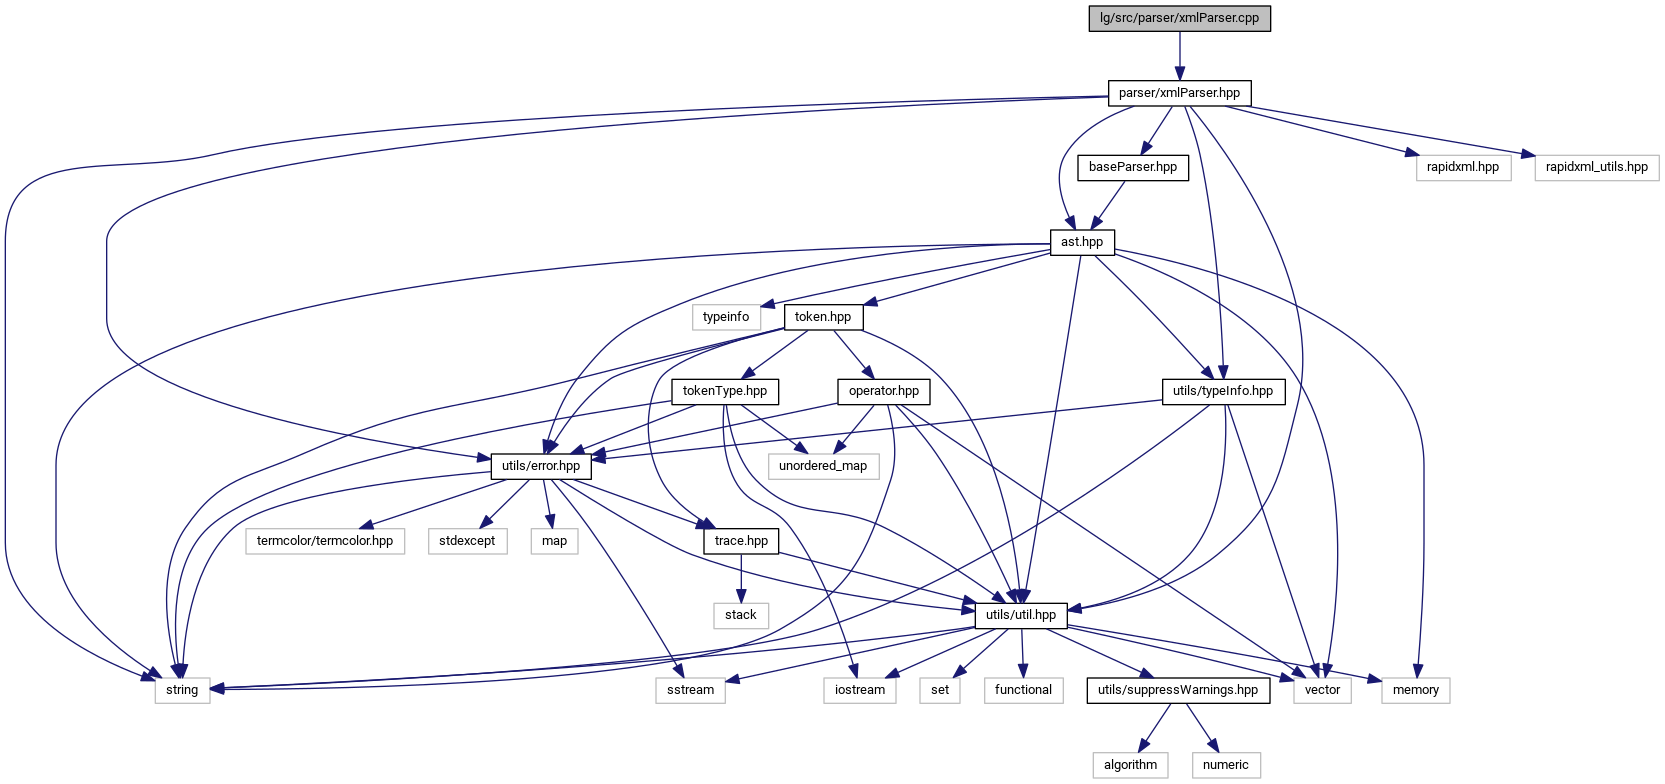 lg/src/parser/xmlParser.cpp
parser/xmlParser.hpp
baseParser.hpp
rapidxml.hpp
rapidxml_utils.hpp
ast.hpp
typeinfo
token.hpp
tokenType.hpp
operator.hpp
utils/typeInfo.hpp
utils/error.hpp
unordered_map
termcolor/termcolor.hpp
stdexcept
map
trace.hpp
stack
utils/util.hpp
string
sstream
iostream
set
functional
utils/suppressWarnings.hpp
vector
memory
algorithm
numeric